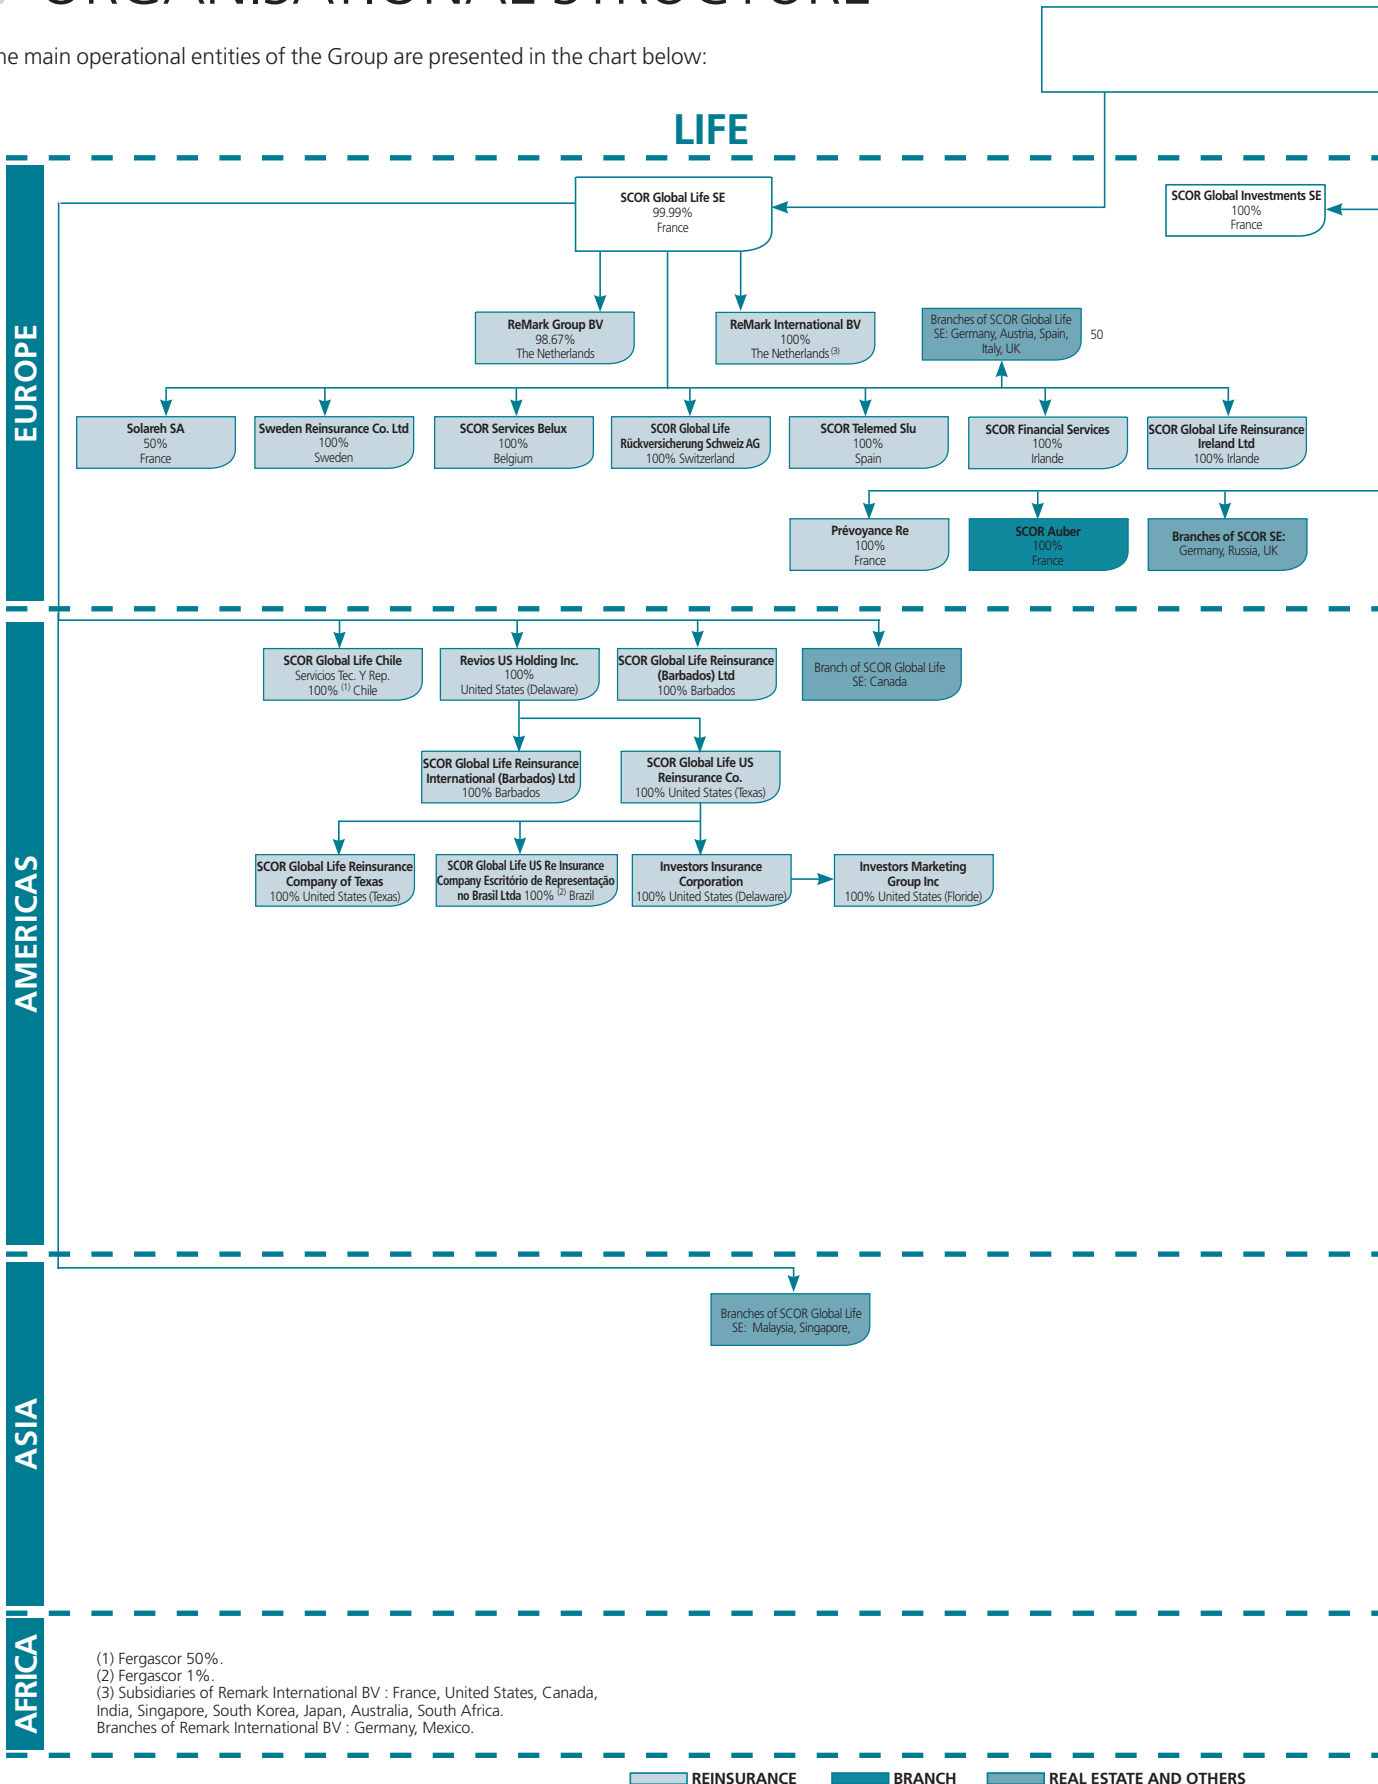 ORGANISATIONAL STRUCTURE
he main operational entities of the Group are presented in the chart below:
LIFE
EUROPE
SCOR Global Life SE
99.99%
France
SCOR Global Investments SE
100%
France
ReMark Group BV
98.67%
The Netherlands
ReMark International BV
100%
The Netherlands (3)
Branches of SCOR Global Life
SE: Germany, Austria, Spain,
Italy, UK
50
Solareh SA
50%
France
Sweden Reinsurance Co. Ltd
100%
Sweden
SCOR Services Belux
100%
Belgium
SCOR Global Life
Rückversicherung Schweiz AG
100% Switzerland
SCOR Telemed Slu
100%
Spain
SCOR Financial Services
100%
Irlande
SCOR Global Life Reinsurance
Ireland Ltd
100% Irlande
Prévoyance Re
100%
France
SCOR Auber
100%
France
Branches of SCOR SE:
Germany, Russia, UK
AMERICAS
SCOR Global Life Chile
Servicios Tec. Y Rep.
100% (1) Chile
Revios US Holding Inc.
100%
United States (Delaware)
SCOR Global Life Reinsurance
(Barbados) Ltd
100% Barbados
Branch of SCOR Global Life
SE: Canada
SCOR Global Life Reinsurance
International (Barbados) Ltd
100% Barbados
SCOR Global Life US
Reinsurance Co.
100% United States (Texas)
SCOR Global Life Reinsurance
Company of Texas
100% United States (Texas)
SCOR Global Life US Re Insurance
Company Escritório de Representação
no Brasil Ltda 100% (2) Brazil
Investors Insurance
Corporation
100% United States (Delaware)
Investors Marketing
Group Inc
100% United States (Floride)
ASIA
Branches of SCOR Global Life
SE: Malaysia, Singapore,
AFRICA
(1) Fergascor 50%.
(2) Fergascor 1%.
(3) Subsidiaries of Remark International BV : France, United States, Canada,
India, Singapore, South Korea, Japan, Australia, South Africa.
Branches of Remark International BV : Germany, Mexico.
REINSURANCE
BRANCH
REAL ESTATE AND OTHERS